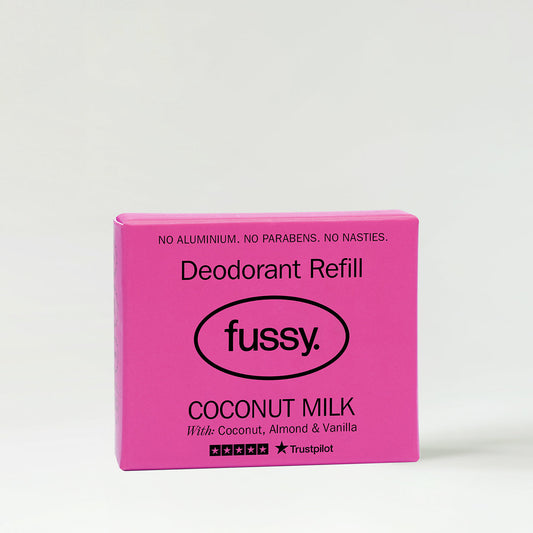 NO ALUMINIUM. NO PARABENS. NO NASTIES.
Deodorant Refill
fussy.
COCONUT MILK
With: Coconut, Almond & Vanilla
Trustpilot